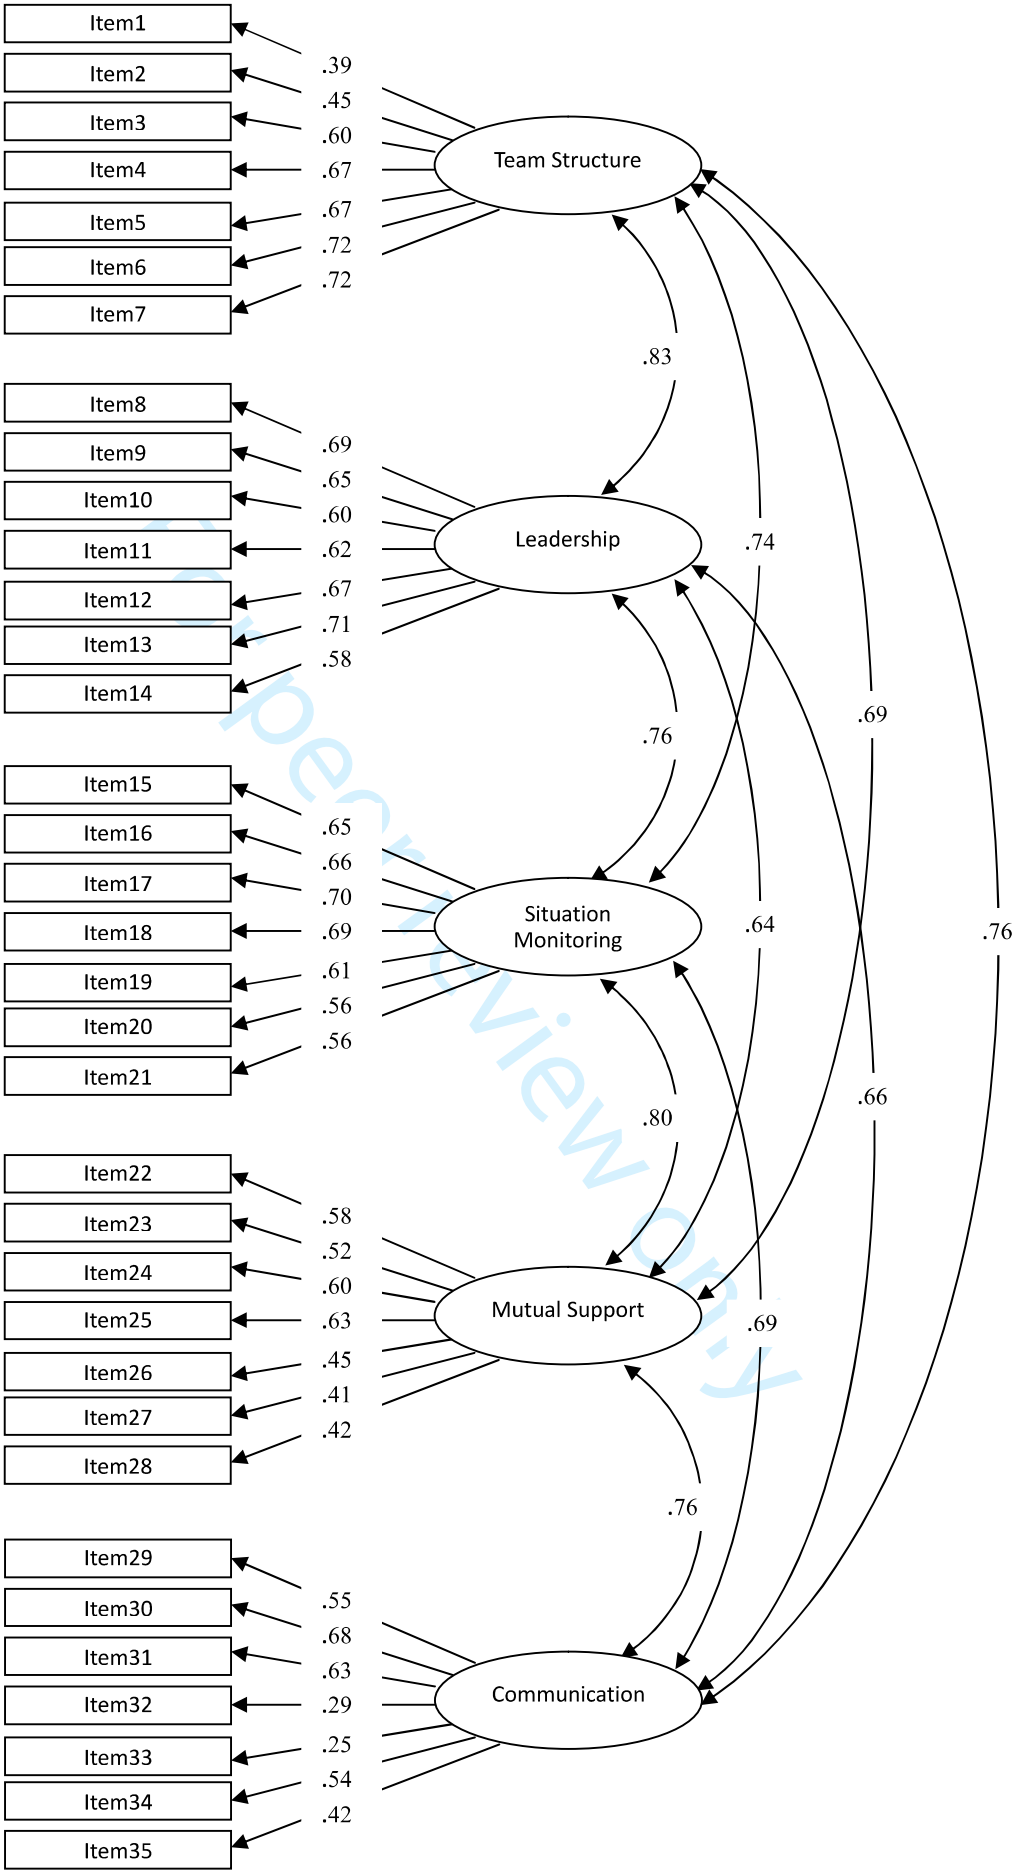 Item1
Item2
Item3
Item4
Item5
Item6
Item7
.39
.45
.60
.67
.67
.72
.72
Team Structure
.83
Item8
Item9
Item10
Item11
Item12
Item13
Item14
.69
.65
.60
.62
.67
.71
.58
Leadership
.74
.76
.69
Item15
Item16
Item17
Item18
Item19
Item20
Item21
.65
.66
.70
.69
.61
.56
.56
Situation
Monitoring
.64
.76
.80
.66
Item22
Item23
Item24
Item25
Item26
Item27
Item28
.58
.52
.60
.63
.45
.41
.42
Mutual Support
.69
.76
Item29
Item30
Item31
Item32
Item33
Item34
Item35
.55
.68
.63
.29
.25
.54
.42
Communication
peer review only